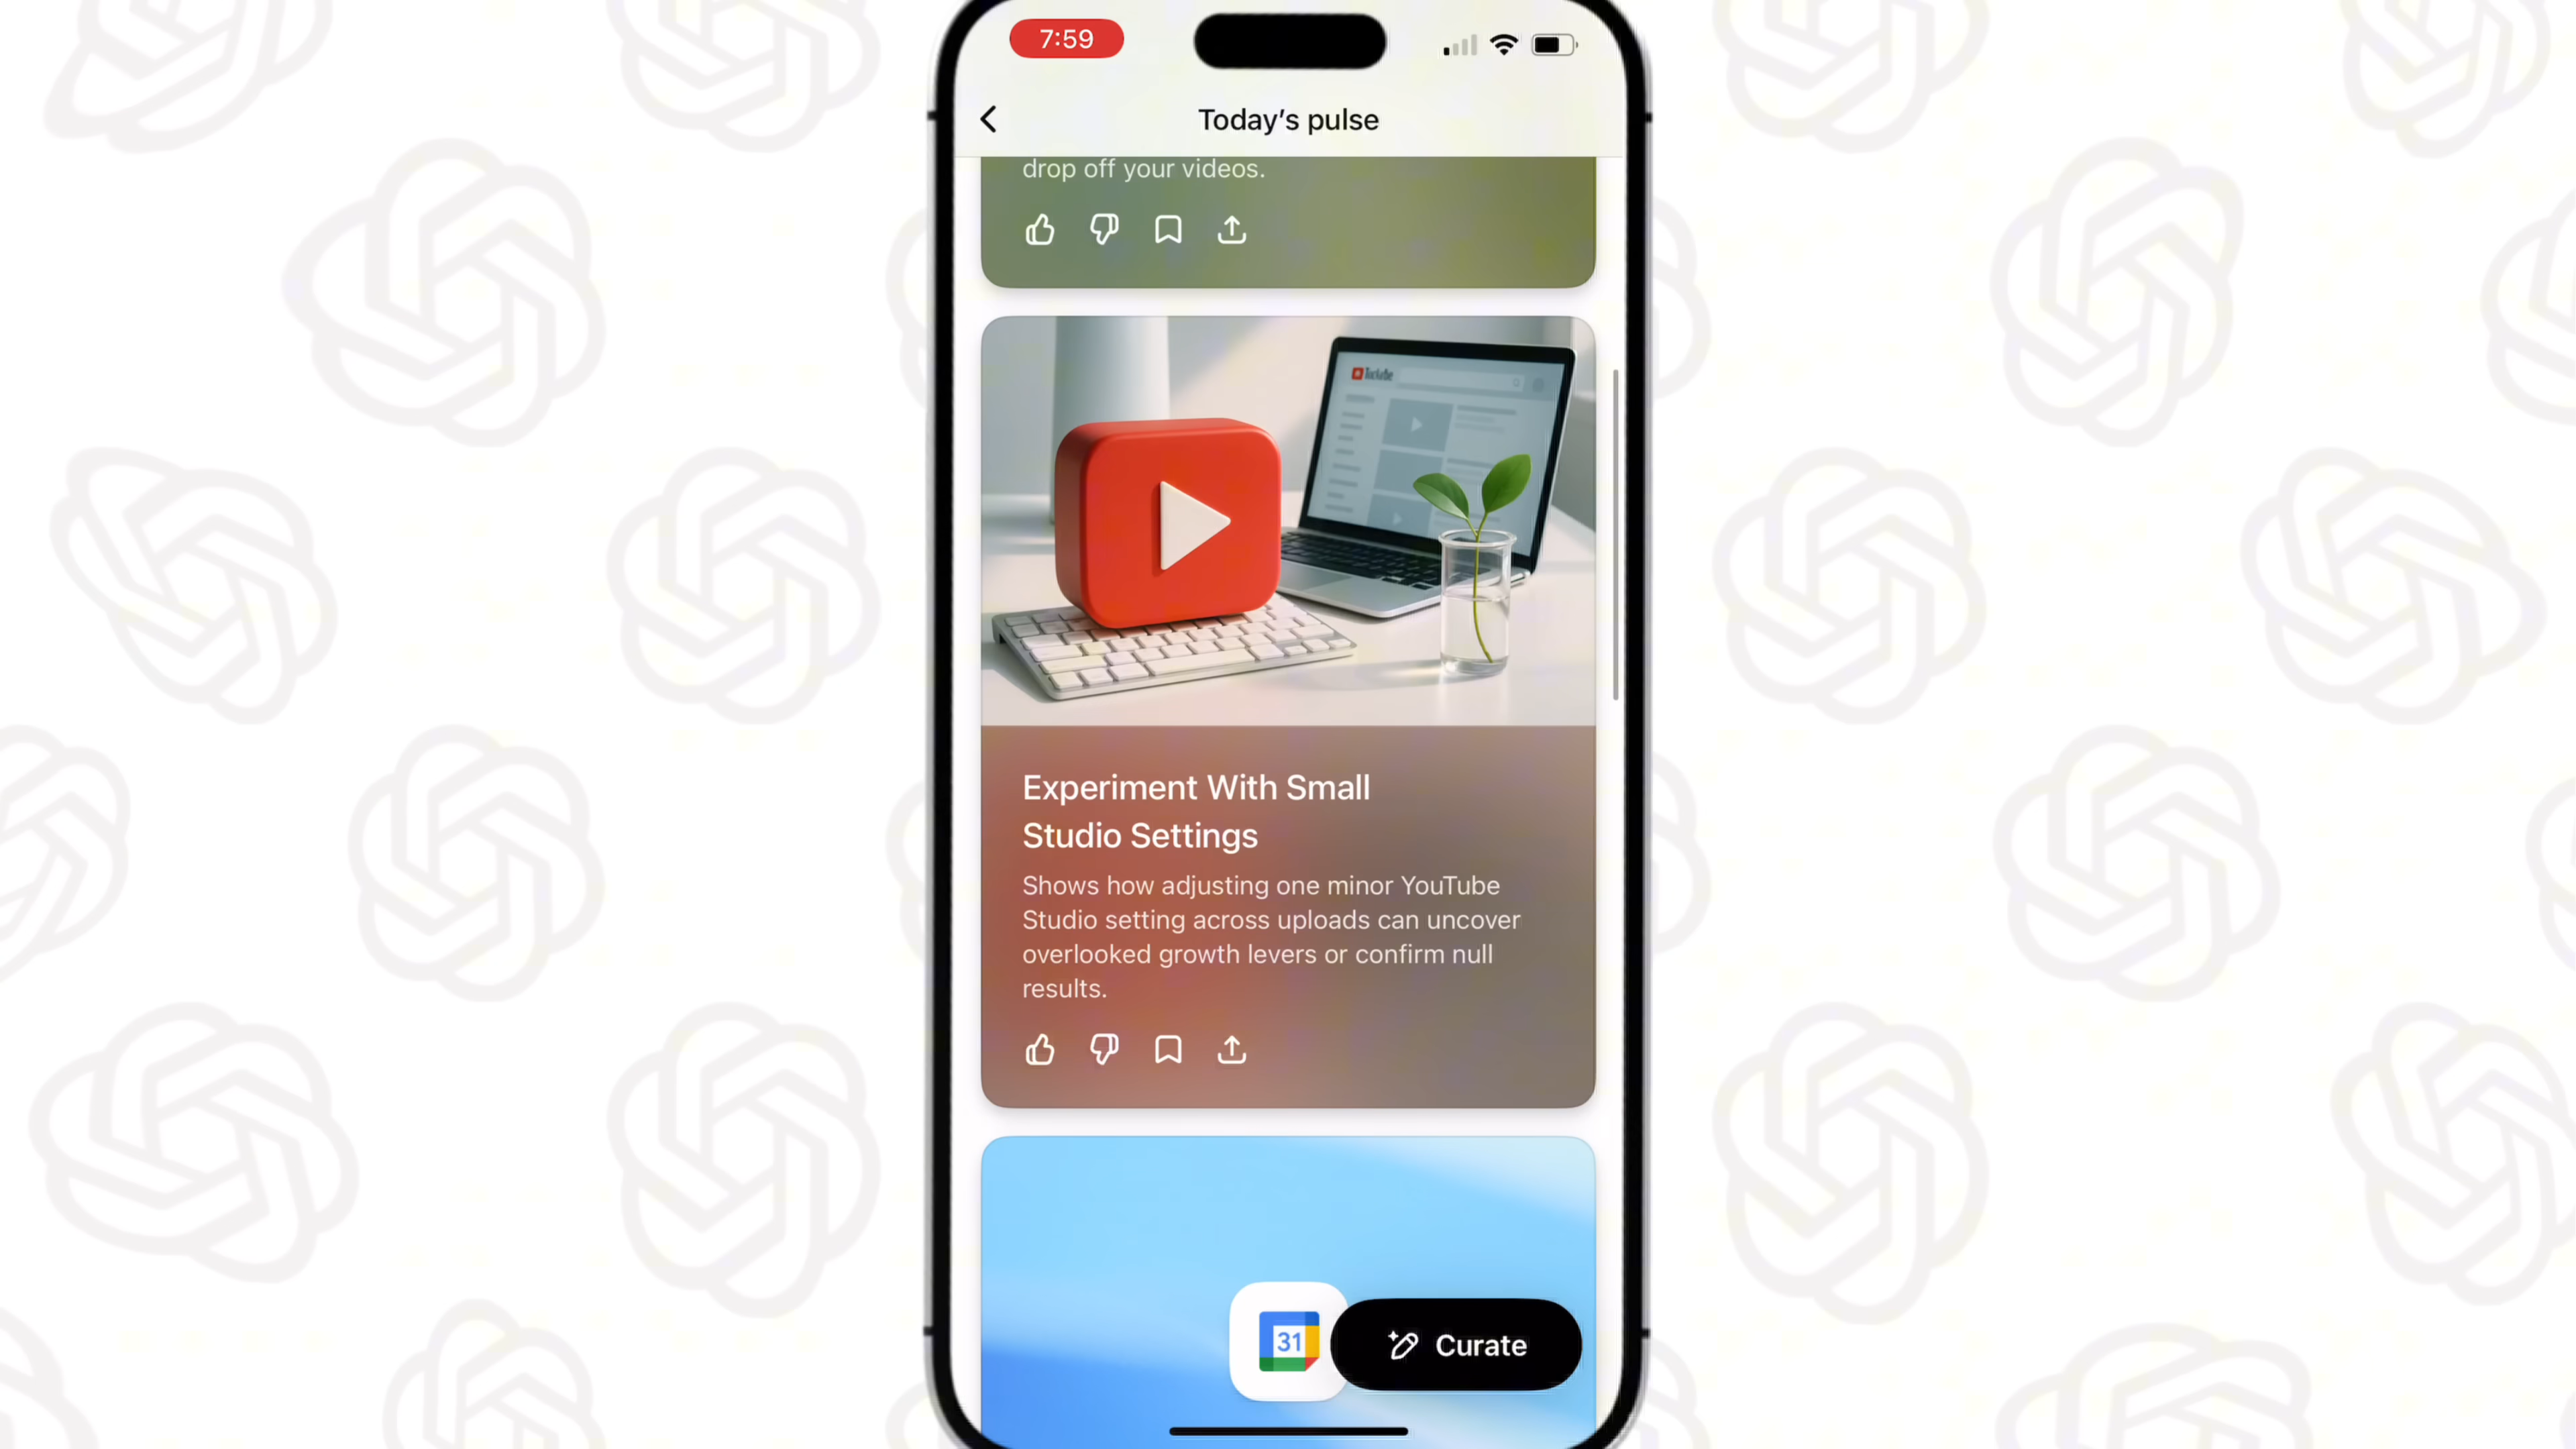 7:59
Today's pulse
drop off your videos.
Experiment With Small
Studio Settings
Shows how adjusting one minor YouTube
Studio setting across uploads can uncover
overlooked growth levers or confirm null
results.
31
Curate